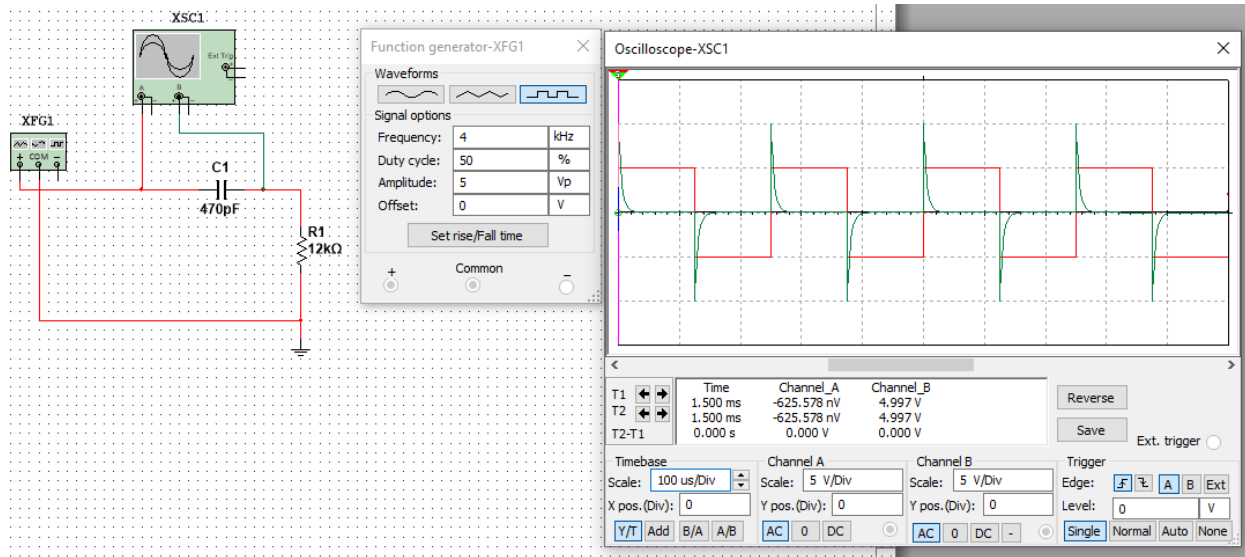 XSC1
Ext Trig
A B
XFG1
COM
C1
470pF
R1
12kΩ
Function generator-XFG1
Waveforms
Signal options
Frequency: 4 kHz
Duty cycle: 50 %
Amplitude: 5 Vp
Offset: 0 V
Set rise/Fall time
+ Common −
Oscilloscope-XSC1
Time Channel_A Channel_B
T1 1.500 ms -625.578 nV 4.997 V
T2 1.500 ms -625.578 nV 4.997 V
T2-T1 0.000 s 0.000 V 0.000 V
Reverse
Save
Ext. trigger
Timebase
Scale: 100 us/Div
X pos.(Div): 0
Y/T Add B/A A/B
Channel A
Scale: 5 V/Div
Y pos.(Div): 0
AC 0 DC
Channel B
Scale: 5 V/Div
Y pos.(Div): 0
AC 0 DC -
Trigger
Edge: A B Ext
Level: 0 V
Single Normal Auto None